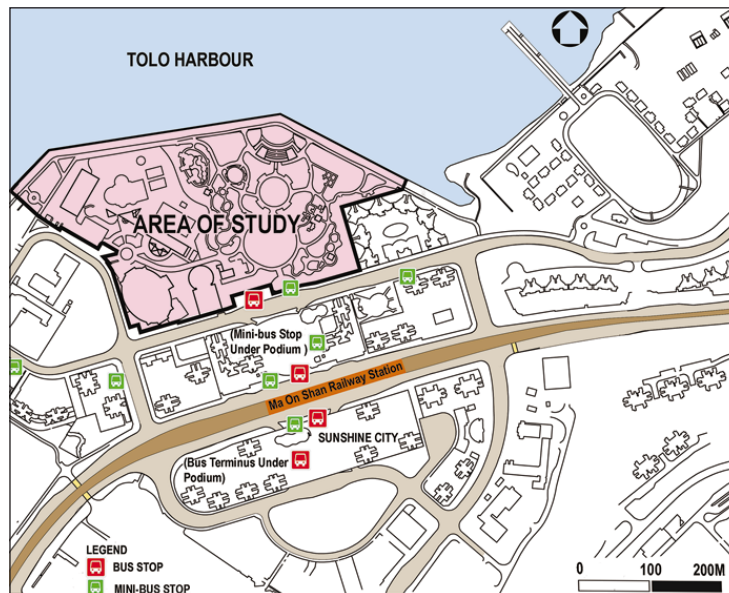 TOLO HARBOUR
AREA OF STUDY
(Mini-bus Stop
Under Podium )
Ma On Shan Railway Station
SUNSHINE CITY
(Bus Terminus Under
Podium)
LEGEND
BUS STOP
MINI-BUS STOP
0 100 200M